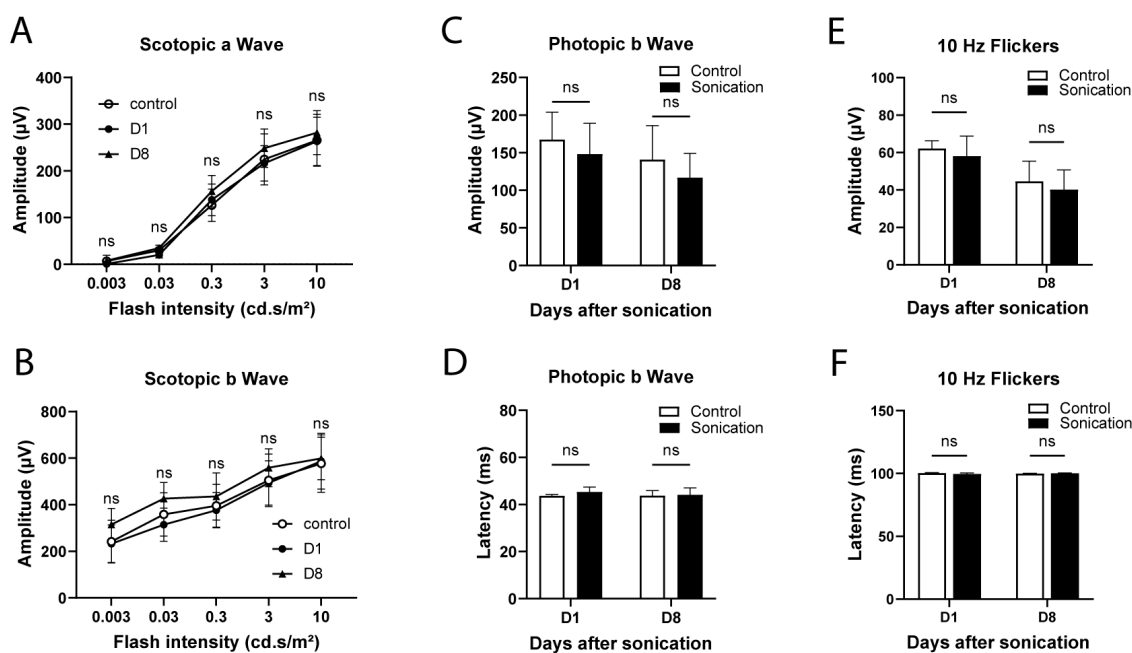 A
Scotopic a Wave
Amplitude (µV)
400
300
200
100
0
control
D1
D8
ns
ns
ns
ns
ns
0.003
0.03
0.3
3
10
Flash intensity (cd.s/m²)
B
Scotopic b Wave
Amplitude (µV)
800
600
400
200
0
ns
ns
ns
ns
ns
control
D1
D8
0.003
0.03
0.3
3
10
Flash intensity (cd.s/m²)
C
Photopic b Wave
Control
Sonication
Amplitude (µV)
250
200
150
100
50
0
ns
ns
D1
D8
Days after sonication
D
Photopic b Wave
Control
Sonication
Latency (ms)
80
60
40
20
0
ns
ns
D1
D8
Days after sonication
E
10 Hz Flickers
Control
Sonication
Amplitude (µV)
100
80
60
40
20
0
ns
ns
D1
D8
Days after sonication
F
10 Hz Flickers
Control
Sonication
Latency (ms)
150
100
50
0
ns
ns
D1
D8
Days after sonication